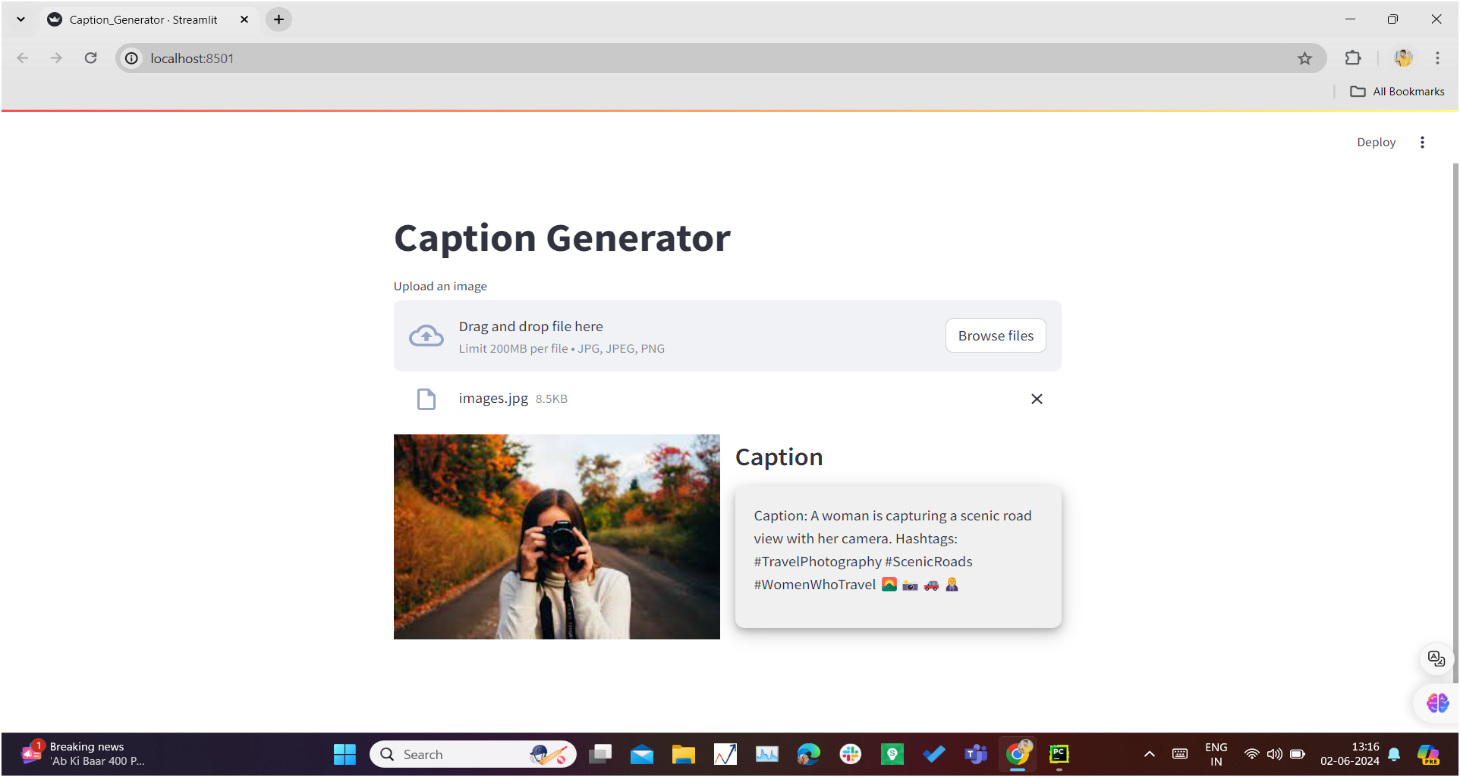 Caption_Generator · Streamlit
localhost:8501
All Bookmarks
Deploy
Caption Generator
Upload an image
Drag and drop file here
Limit 200MB per file • JPG, JPEG, PNG
Browse files
images.jpg 8.5KB
Caption
Caption: A woman is capturing a scenic road
view with her camera. Hashtags:
#TravelPhotography #ScenicRoads
#WomenWhoTravel 🌄 📸 🚗 👩‍💼
1
Breaking news
'Ab Ki Baar 400 P...
Search
PC
PRE
ENG
IN
13:16
02-06-2024